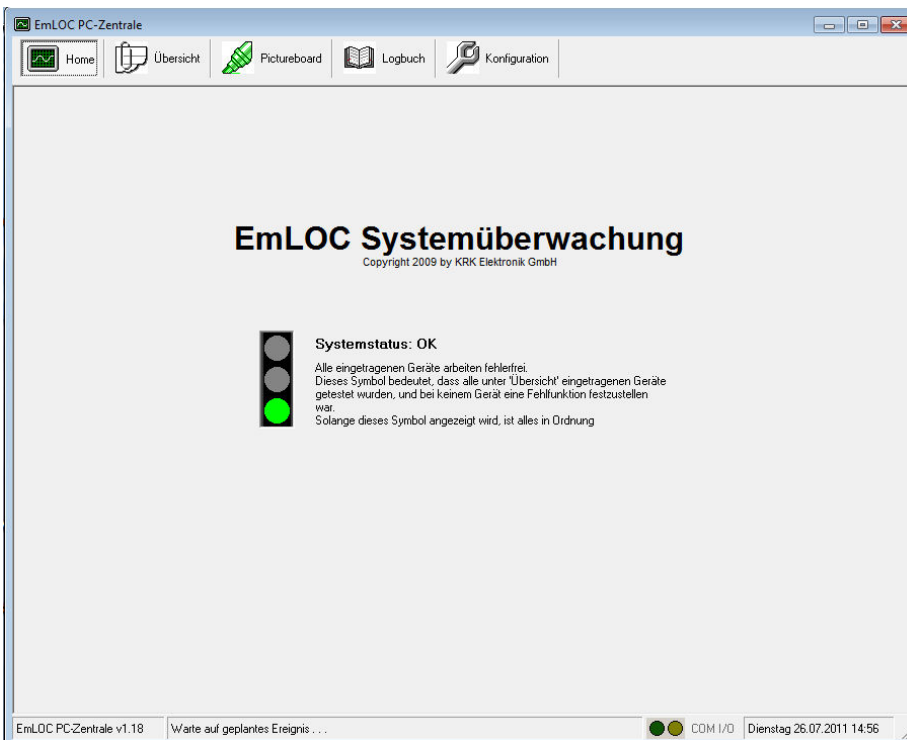 EmLOC PC-Zentrale
Home Übersicht Pictureboard Logbuch Konfiguration
EmLOC Systemüberwachung
Copyright 2009 by KRK Elektronik GmbH
Systemstatus: OK
Alle eingetragenen Geräte arbeiten fehlerfrei.
Dieses Symbol bedeutet, dass alle unter 'Übersicht' eingetragenen Geräte
getestet wurden, und bei keinem Gerät eine Fehlfunktion festzustellen
war.
Solange dieses Symbol angezeigt wird, ist alles in Ordnung
EmLOC PC-Zentrale v1.18 Warte auf geplantes Ereignis . . . COM I/O Dienstag 26.07.2011 14:56